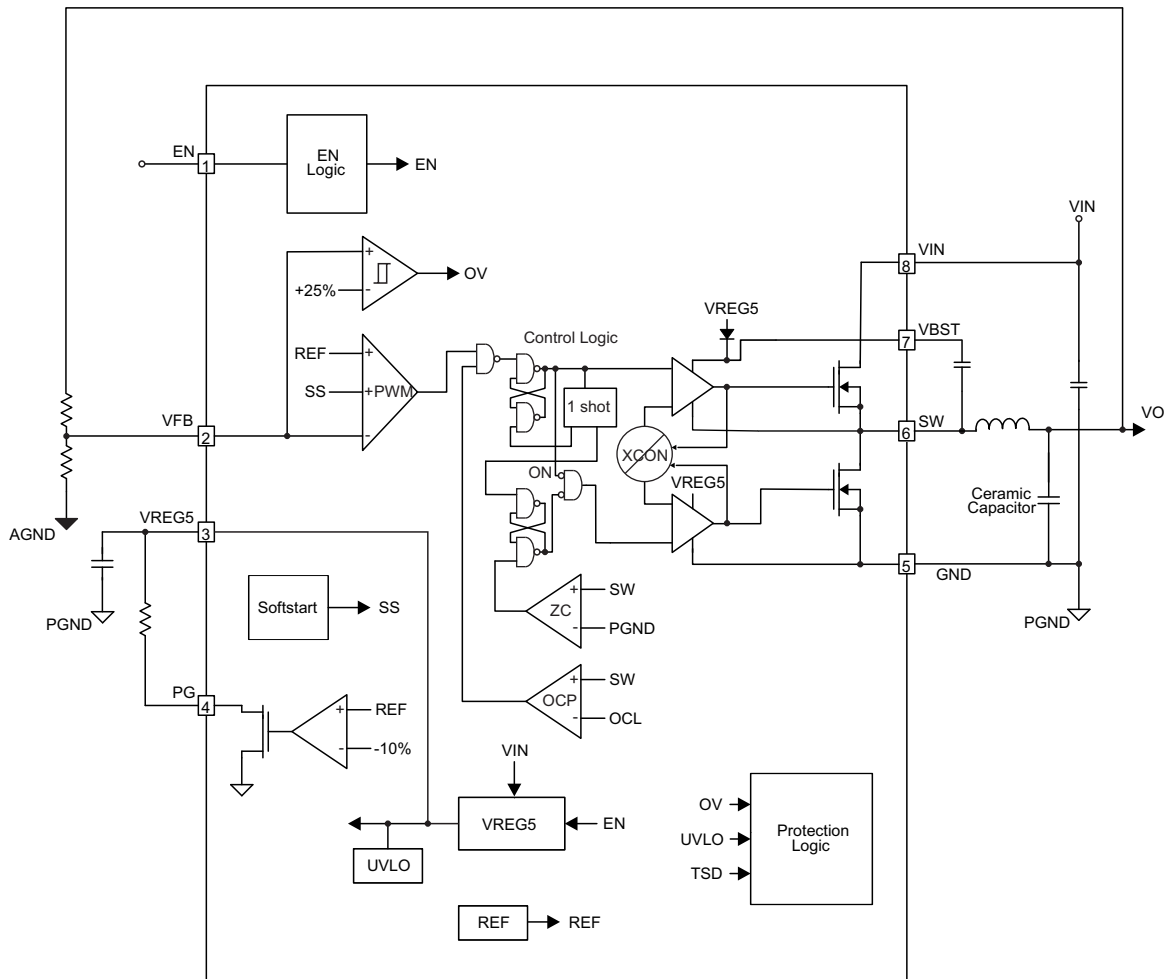 EN
1
EN
Logic
EN
VIN
+
OV
+25%
-
8
VIN
VREG5
VBST
7
Control Logic
REF
+
SS
+PWM
1 shot
VFB
2
-
6
SW
VO
XCON
ON
VREG5
Ceramic
Capacitor
AGND
VREG5
3
5
GND
ZC
+
SW
-
PGND
PGND
Softstart
SS
PGND
PG
4
+
REF
-
-10%
OCP
+
SW
-
OCL
VIN
VREG5
EN
UVLO
OV
UVLO
TSD
Protection
Logic
REF
REF